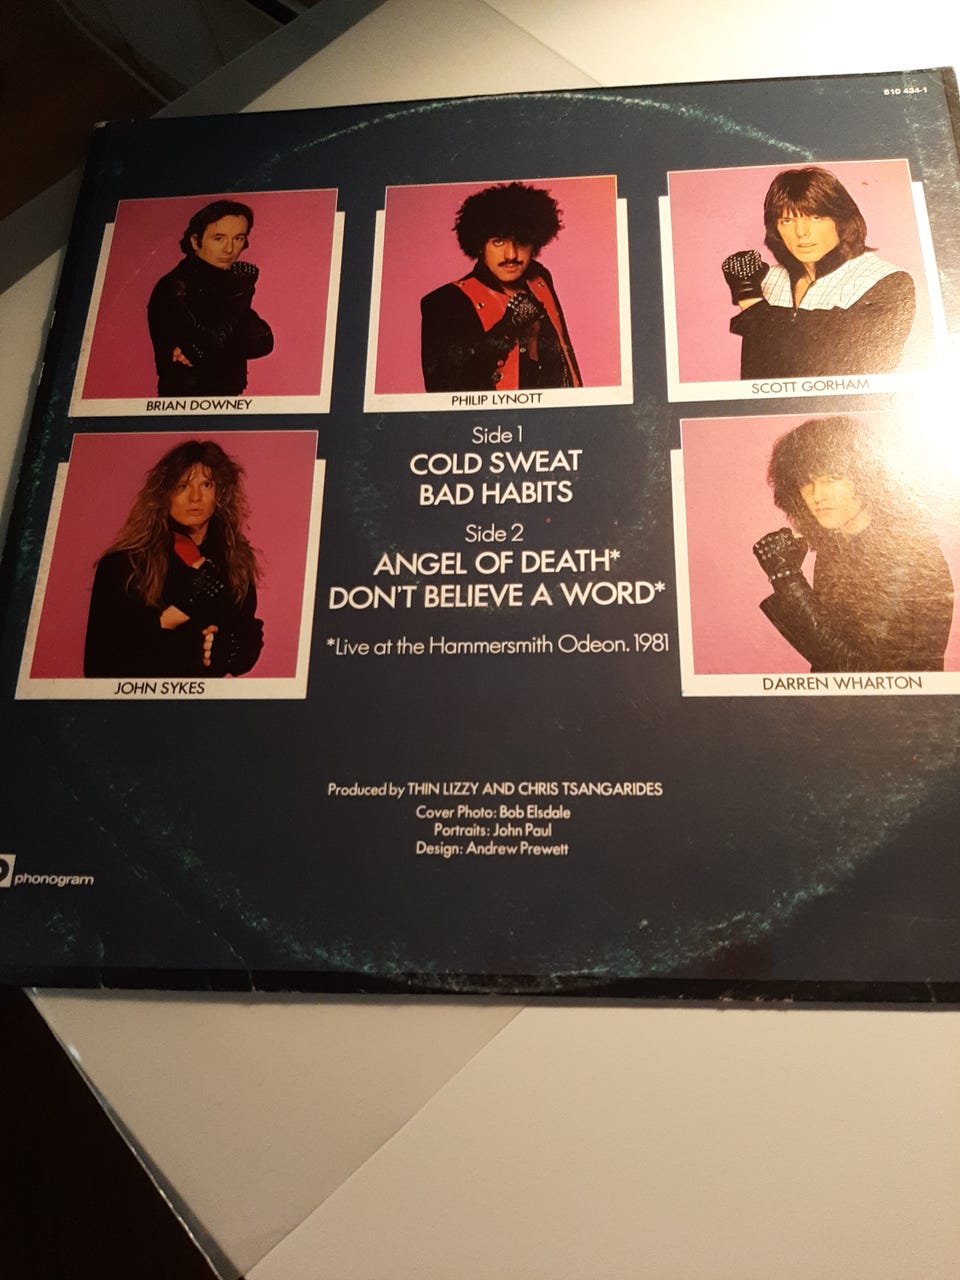 810 434-1
BRIAN DOWNEY
PHILIP LYNOTT
SCOTT GORHAM
Side 1
COLD SWEAT
BAD HABITS
Side 2
ANGEL OF DEATH*
DON'T BELIEVE A WORD*
*Live at the Hammersmith Odeon. 1981
JOHN SYKES
DARREN WHARTON
Produced by THIN LIZZY AND CHRIS TSANGARIDES
Cover Photo: Bob Elsdale
Portraits: John Paul
Design: Andrew Prewett
phonogram